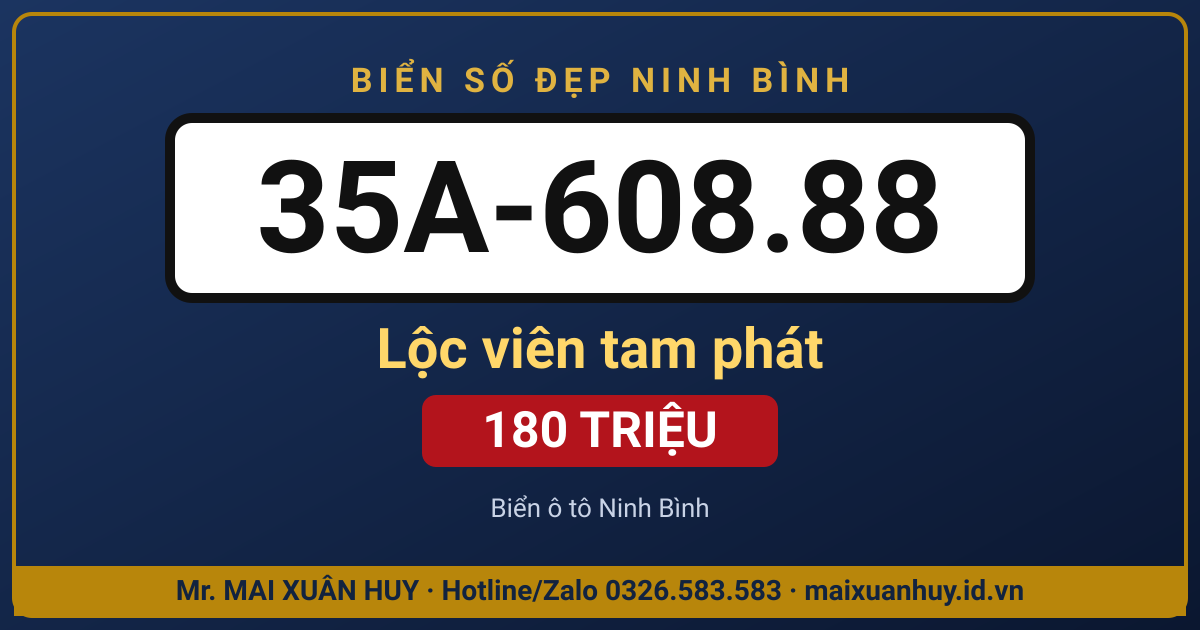 BIỂN SỐ ĐẸP NINH BÌNH
35A-608.88
Lộc viên tam phát
180 TRIỆU
Biển ô tô Ninh Bình
Mr. MAI XUÂN HUY · Hotline/Zalo 0326.583.583 · maixuanhuy.id.vn